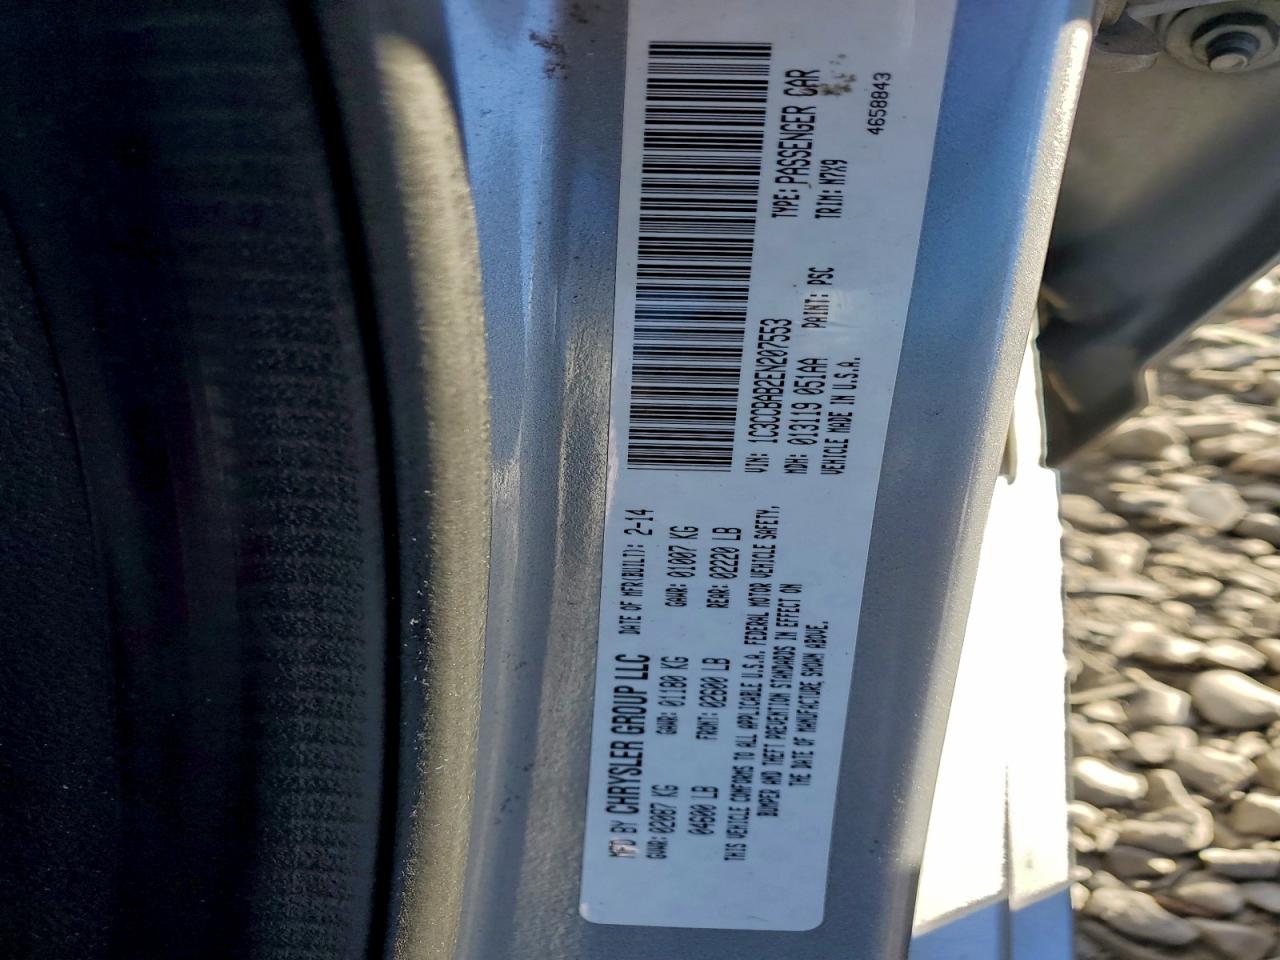 MFD BY CHRYSLER GROUP LLC DATE OF MFR(BUILT): 2-14
GVWR: 02087 KG GAWR: 01180 KG GAWR: 01007 KG
04600 LB FRONT: 02600 LB REAR: 02220 LB
THIS VEHICLE CONFORMS TO ALL APPLICABLE U.S.A. FEDERAL MOTOR VEHICLE SAFETY,
BUMPER AND THEFT PREVENTION STANDARDS IN EFFECT ON
THE DATE OF MANUFACTURE SHOWN ABOVE.
VIN: 1C3CCBAB2EN207553 TYPE: PASSENGER CAR
MDH: 013119 051AA PAINT: PSC TRIM: M7X9
VEHICLE MADE IN U.S.A.
4658843